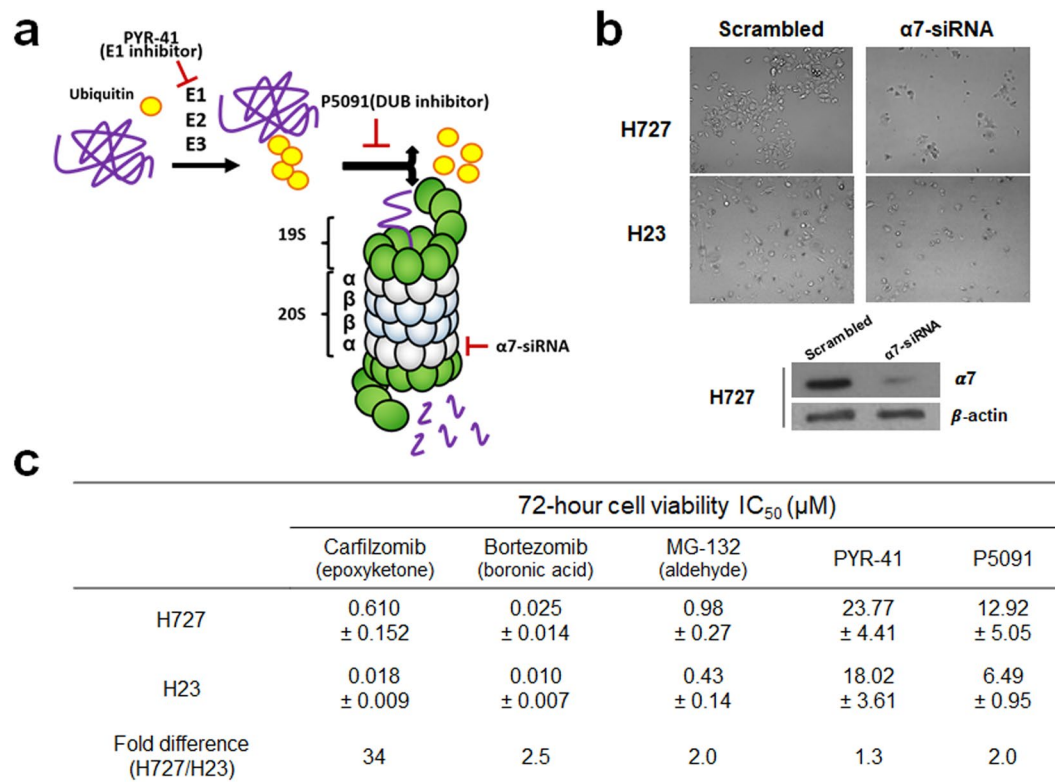 a
PYR-41
(E1 inhibitor)
Ubiquitin
E1
E2
E3
P5091(DUB inhibitor)
19S
20S
α
β
β
α
α7-siRNA
b
Scrambled α7-siRNA
H727
H23
Scrambled α7-siRNA
H727
α7
β-actin
c
72-hour cell viability IC₅₀ (µM)
Carfilzomib Bortezomib MG-132 PYR-41 P5091
(epoxyketone) (boronic acid) (aldehyde)
H727 0.610 0.025 0.98 23.77 12.92
± 0.152 ± 0.014 ± 0.27 ± 4.41 ± 5.05
H23 0.018 0.010 0.43 18.02 6.49
± 0.009 ± 0.007 ± 0.14 ± 3.61 ± 0.95
Fold difference
(H727/H23) 34 2.5 2.0 1.3 2.0